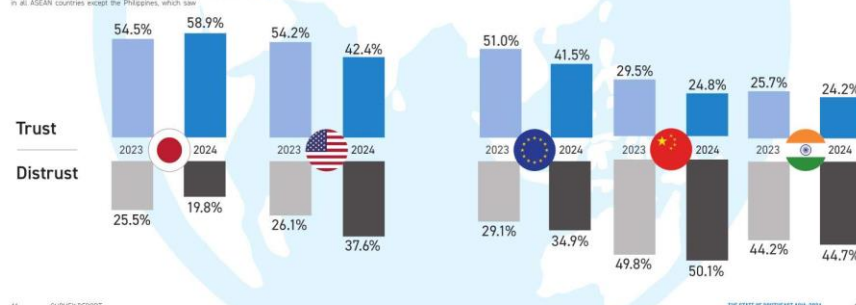 in all ASEAN countries except the Philippines, which saw
54.5% 58.9% 54.2% 42.4% 51.0% 41.5% 29.5% 24.8% 25.7% 24.2%
Trust
2023 2024 2023 2024 2023 2024 2023 2024 2023 2024
Distrust
25.5% 19.8% 26.1% 37.6% 29.1% 34.9% 49.8% 50.1% 44.2% 44.7%
SURVEY REPORT THE STATE OF SOUTHEAST ASIA: 2024